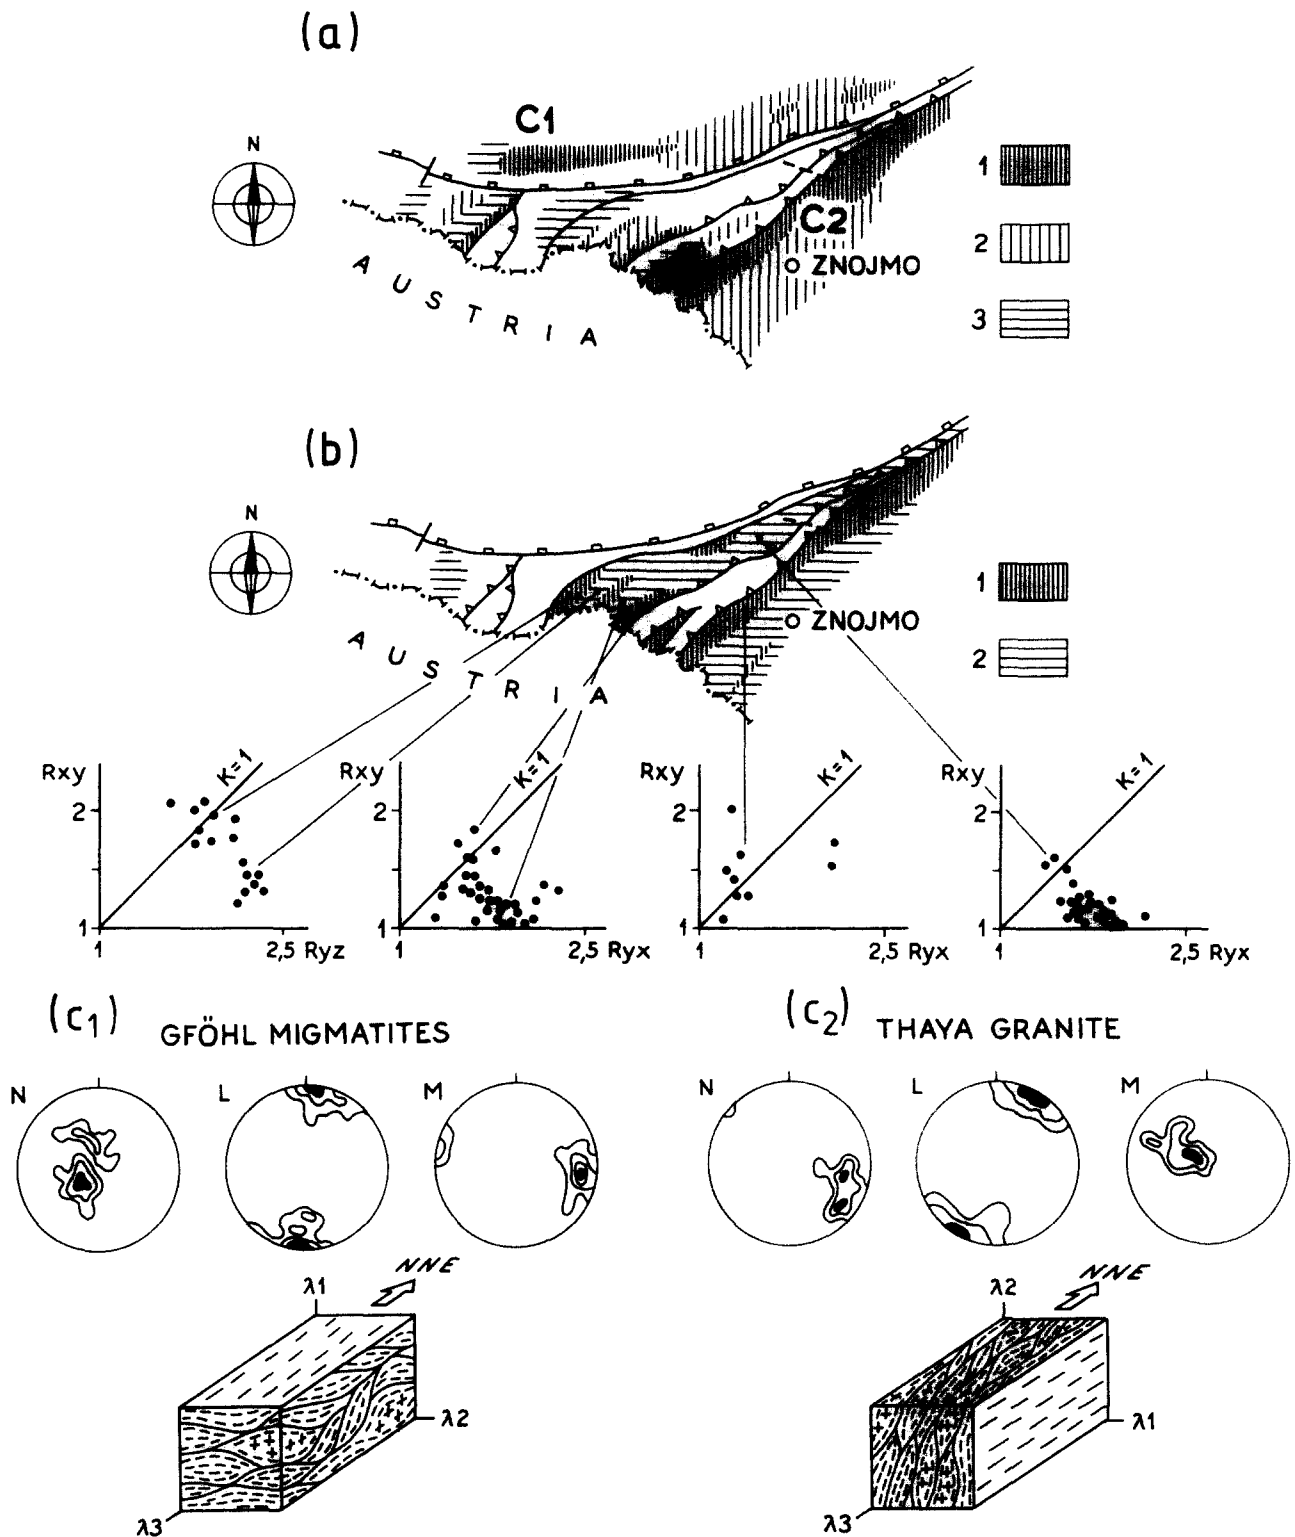 (a)
N
C1
C2
ZNOJMO
AUSTRIA
1
2
3
(b)
N
ZNOJMO
AUSTRIA
1
2
Rxy K=1 Rxy K=1 Rxy K=1 Rxy K=1
2 2 2 2
1 1 1 1
1 2,5 Ryz 1 2,5 Ryx 1 2,5 Ryx 1 2,5 Ryx
(c1) GFÖHL MIGMATITES
N L M
NNE
λ1
λ2
λ3
(c2) THAYA GRANITE
N L M
NNE
λ2
λ1
λ3